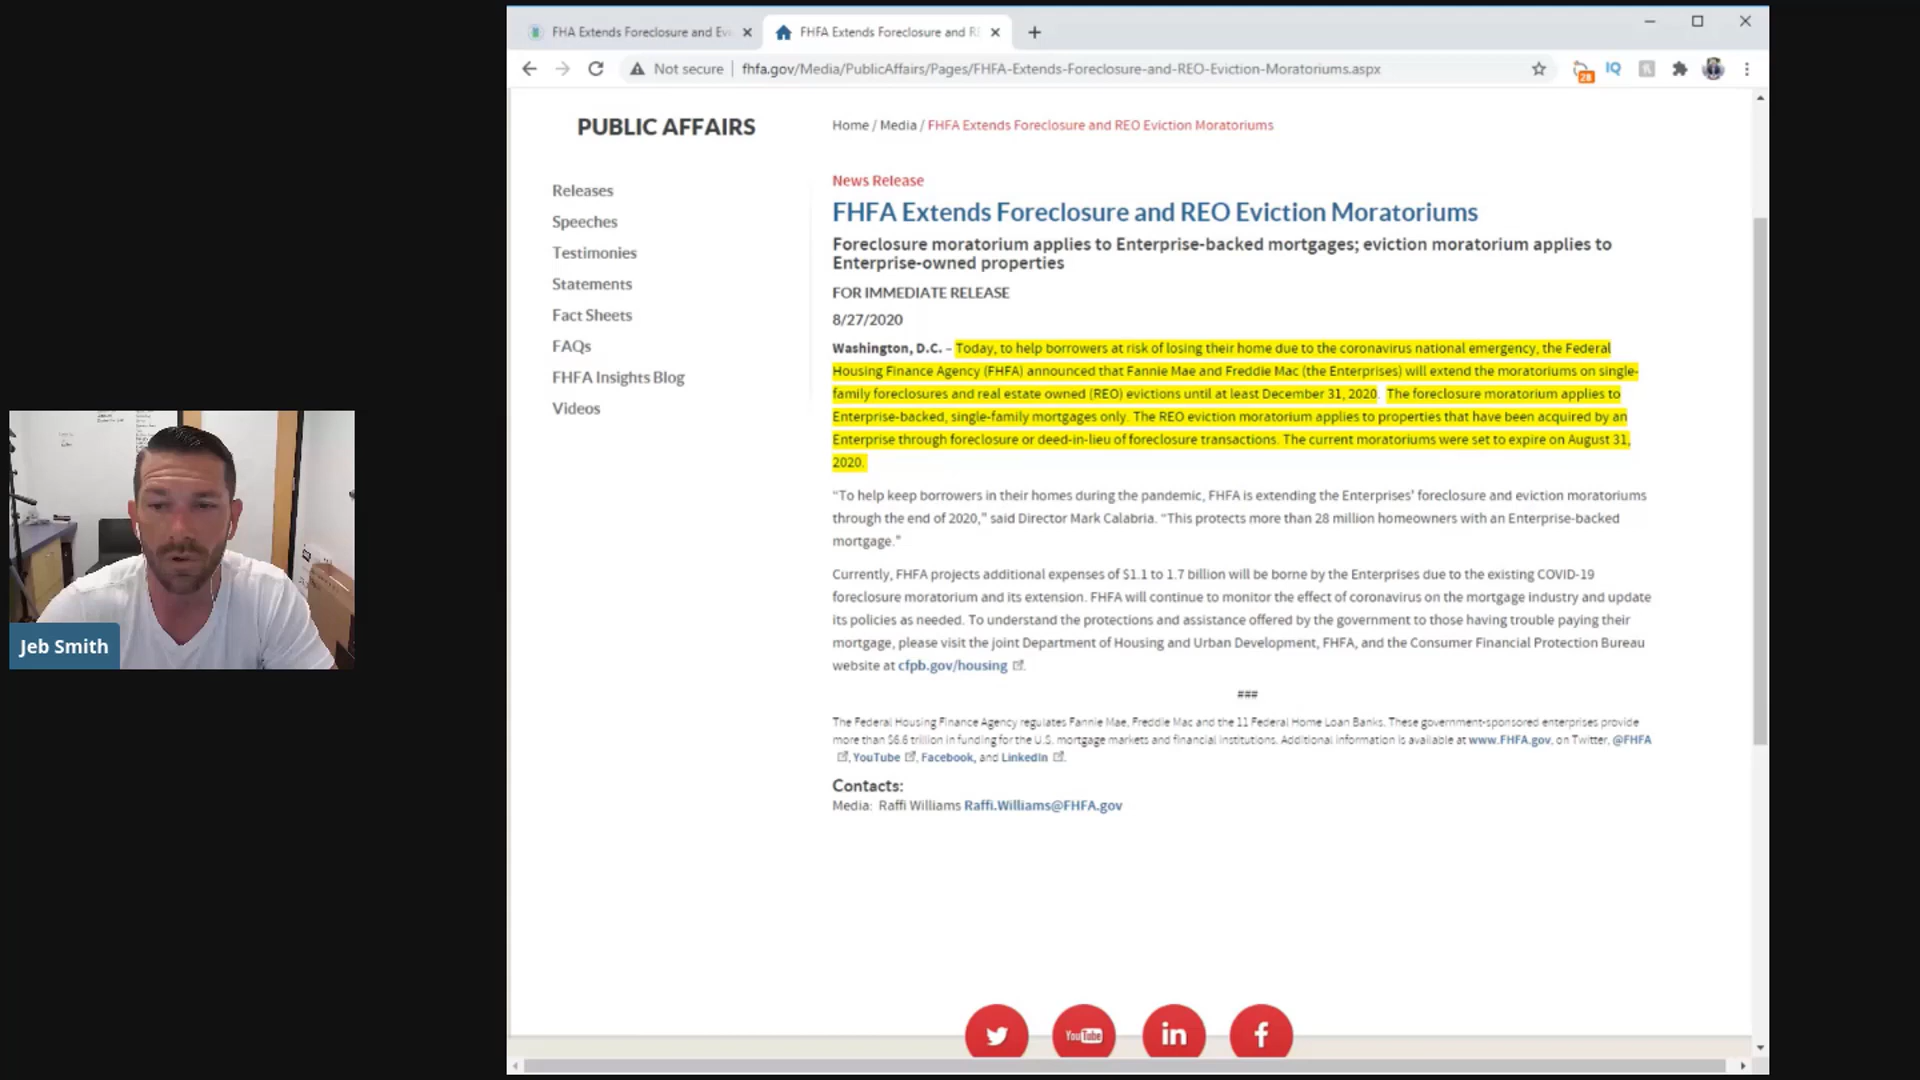 FHA Extends Foreclosure and Evi
FHFA Extends Foreclosure and R
Not secure
fhfa.gov/Media/PublicAffairs/Pages/FHFA-Extends-Foreclosure-and-REO-Eviction-Moratoriums.aspx
28
IQ
PUBLIC AFFAIRS
Releases
Speeches
Testimonies
Statements
Fact Sheets
FAQs
FHFA Insights Blog
Videos
Home / Media / FHFA Extends Foreclosure and REO Eviction Moratoriums
News Release
FHFA Extends Foreclosure and REO Eviction Moratoriums
Foreclosure moratorium applies to Enterprise-backed mortgages; eviction moratorium applies to
Enterprise-owned properties
FOR IMMEDIATE RELEASE
8/27/2020
Washington, D.C. – Today, to help borrowers at risk of losing their home due to the coronavirus national emergency, the Federal
Housing Finance Agency (FHFA) announced that Fannie Mae and Freddie Mac (the Enterprises) will extend the moratoriums on single-
family foreclosures and real estate owned (REO) evictions until at least December 31, 2020. The foreclosure moratorium applies to
Enterprise-backed, single-family mortgages only. The REO eviction moratorium applies to properties that have been acquired by an
Enterprise through foreclosure or deed-in-lieu of foreclosure transactions. The current moratoriums were set to expire on August 31,
2020.
“To help keep borrowers in their homes during the pandemic, FHFA is extending the Enterprises' foreclosure and eviction moratoriums
through the end of 2020,” said Director Mark Calabria. “This protects more than 28 million homeowners with an Enterprise-backed
mortgage.”
Currently, FHFA projects additional expenses of $1.1 to 1.7 billion will be borne by the Enterprises due to the existing COVID-19
foreclosure moratorium and its extension. FHFA will continue to monitor the effect of coronavirus on the mortgage industry and update
its policies as needed. To understand the protections and assistance offered by the government to those having trouble paying their
mortgage, please visit the joint Department of Housing and Urban Development, FHFA, and the Consumer Financial Protection Bureau
website at cfpb.gov/housing.
###
The Federal Housing Finance Agency regulates Fannie Mae, Freddie Mac and the 11 Federal Home Loan Banks. These government-sponsored enterprises provide
more than $6.6 trillion in funding for the U.S. mortgage markets and financial institutions. Additional information is available at www.FHFA.gov, on Twitter, @FHFA
, YouTube, Facebook, and LinkedIn.
Contacts:
Media: Raffi Williams Raffi.Williams@FHFA.gov
YouTube
in
f
Jeb Smith